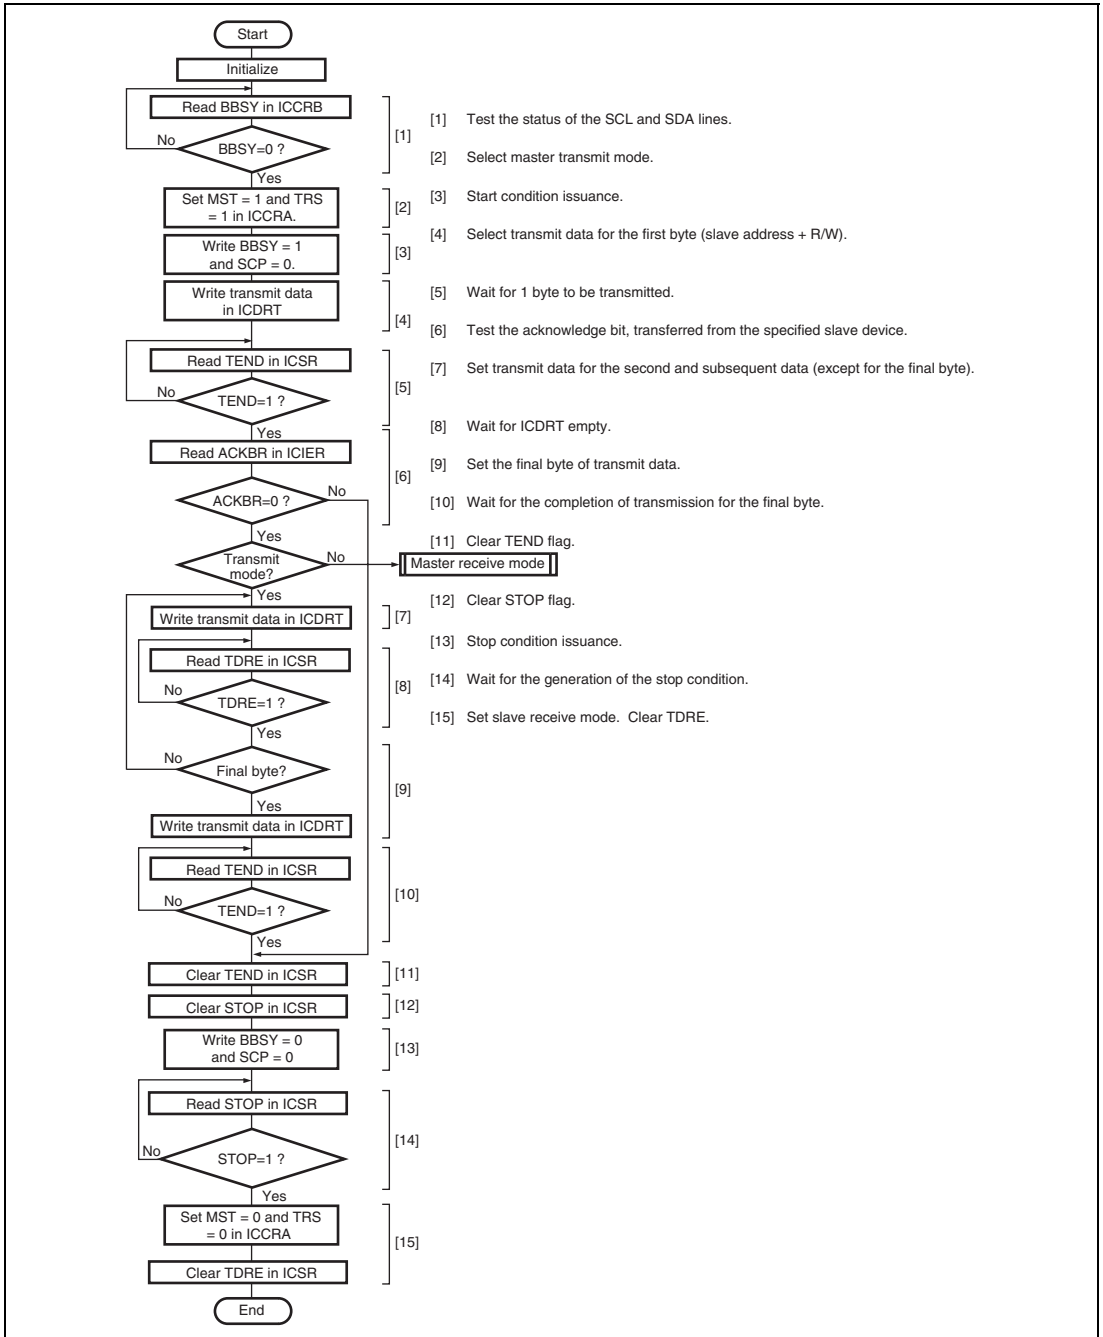 Start
Initialize
Read BBSY in ICCRB
BBSY=0 ?
No
Yes
[1]
Set MST = 1 and TRS
= 1 in ICCRA.
[2]
Write BBSY = 1
and SCP = 0.
[3]
Write transmit data
in ICDRT
[4]
Read TEND in ICSR
TEND=1 ?
No
Yes
[5]
Read ACKBR in ICIER
ACKBR=0 ?
No
Yes
[6]
Transmit
mode?
No
Master receive mode
Yes
Write transmit data in ICDRT
[7]
Read TDRE in ICSR
TDRE=1 ?
No
Yes
[8]
Final byte?
No
Yes
Write transmit data in ICDRT
[9]
Read TEND in ICSR
TEND=1 ?
No
Yes
[10]
Clear TEND in ICSR
[11]
Clear STOP in ICSR
[12]
Write BBSY = 0
and SCP = 0
[13]
Read STOP in ICSR
STOP=1 ?
No
Yes
[14]
Set MST = 0 and TRS
= 0 in ICCRA
Clear TDRE in ICSR
[15]
End
[1] Test the status of the SCL and SDA lines.
[2] Select master transmit mode.
[3] Start condition issuance.
[4] Select transmit data for the first byte (slave address + R/W).
[5] Wait for 1 byte to be transmitted.
[6] Test the acknowledge bit, transferred from the specified slave device.
[7] Set transmit data for the second and subsequent data (except for the final byte).
[8] Wait for ICDRT empty.
[9] Set the final byte of transmit data.
[10] Wait for the completion of transmission for the final byte.
[11] Clear TEND flag.
[12] Clear STOP flag.
[13] Stop condition issuance.
[14] Wait for the generation of the stop condition.
[15] Set slave receive mode. Clear TDRE.